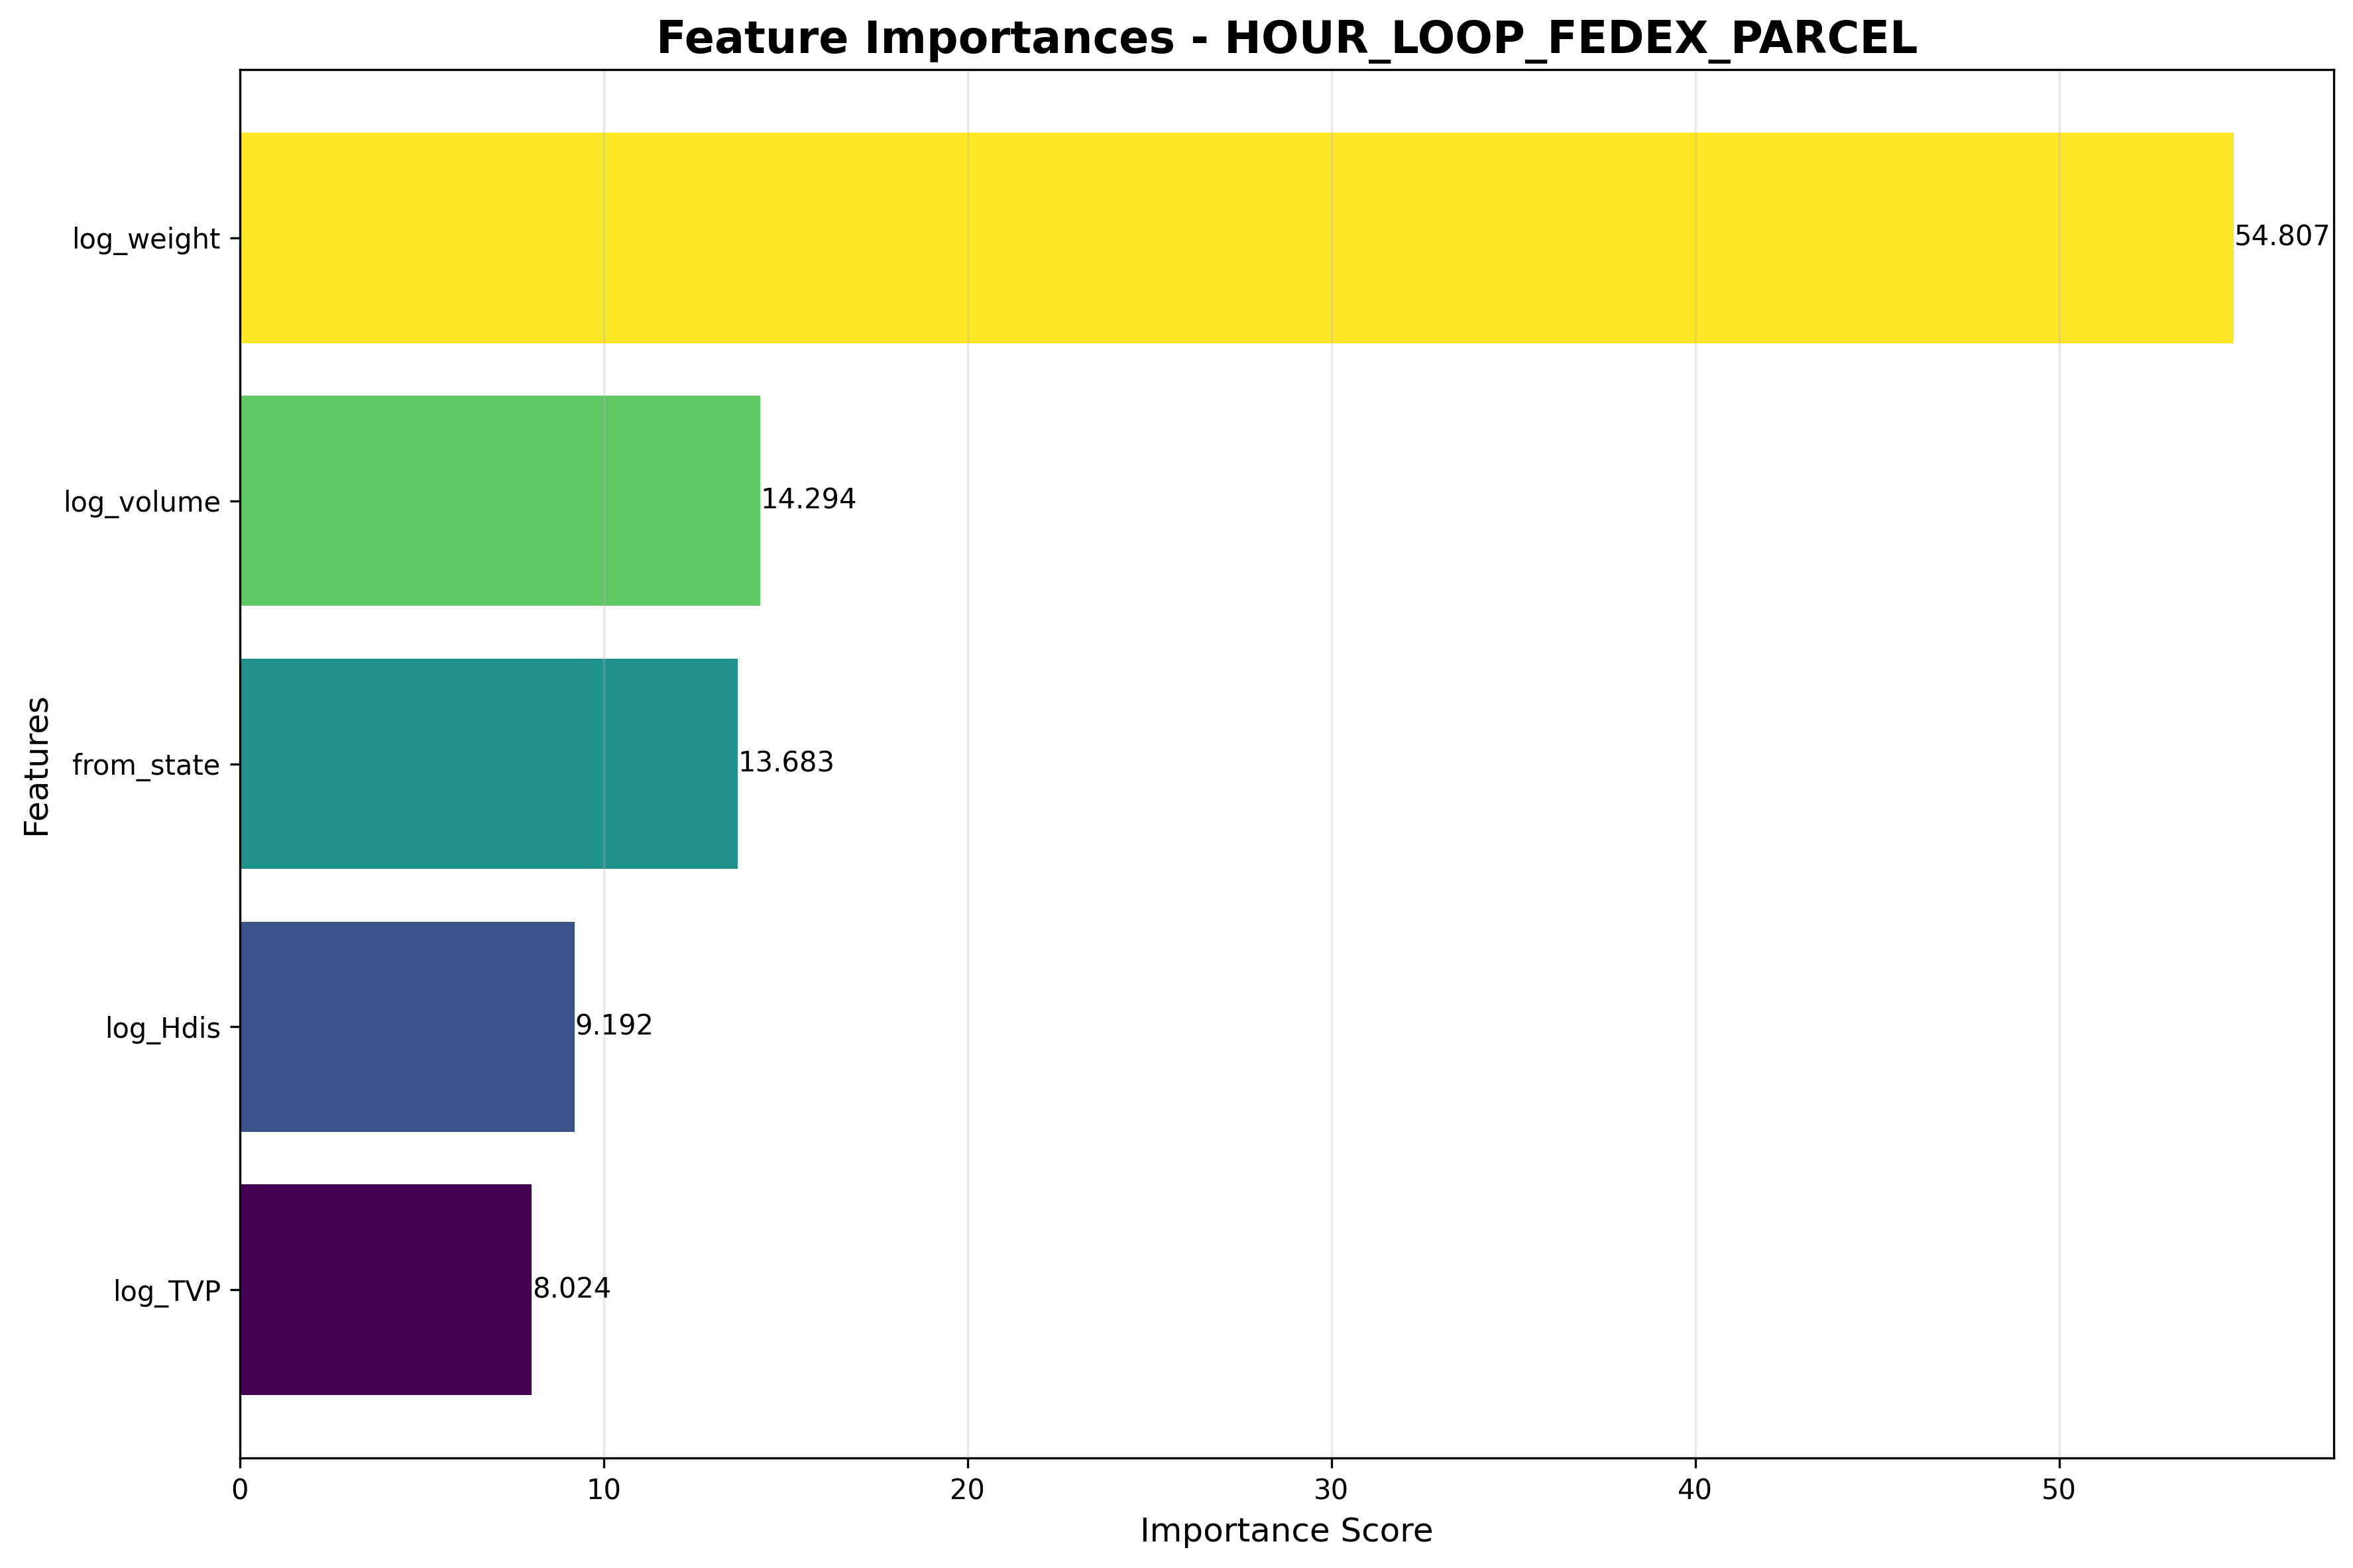 Feature Importances - HOUR_LOOP_FEDEX_PARCEL
log_weight
54.807
log_volume
14.294
from_state
13.683
log_Hdis
9.192
log_TVP
8.024
Features
0 10 20 30 40 50
Importance Score